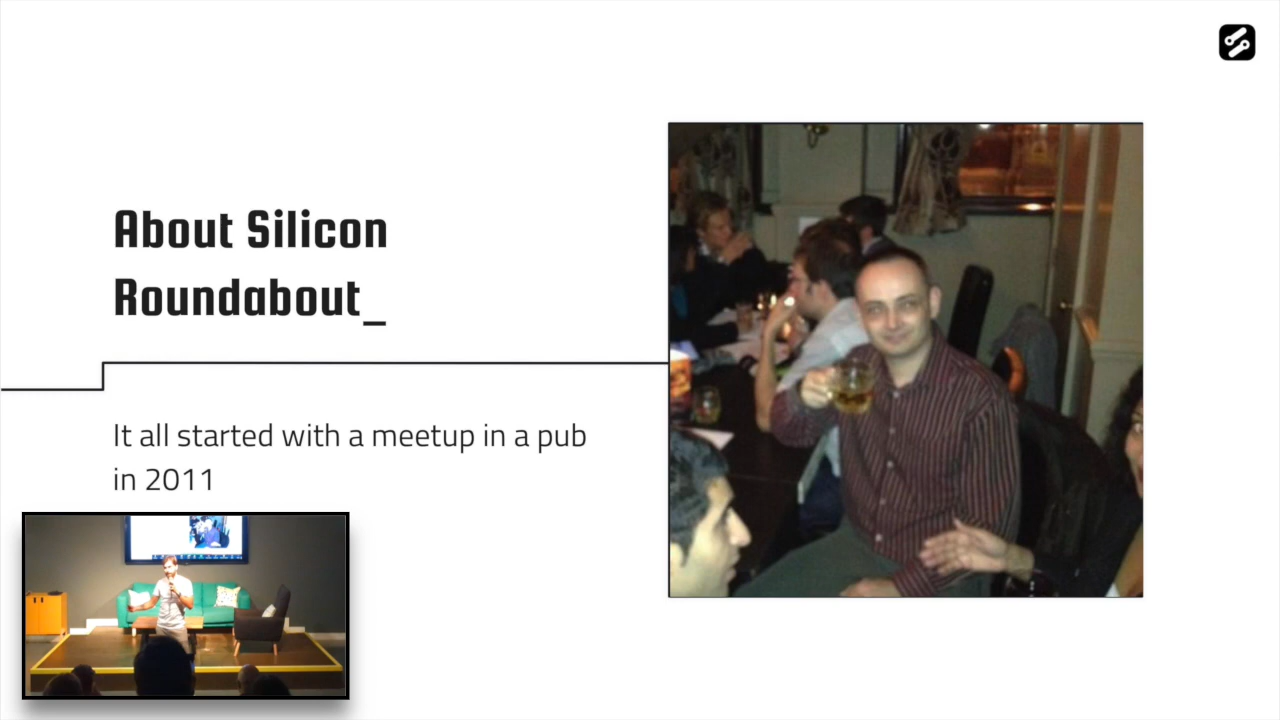 About Silicon
Roundabout_
It all started with a meetup in a pub
in 2011